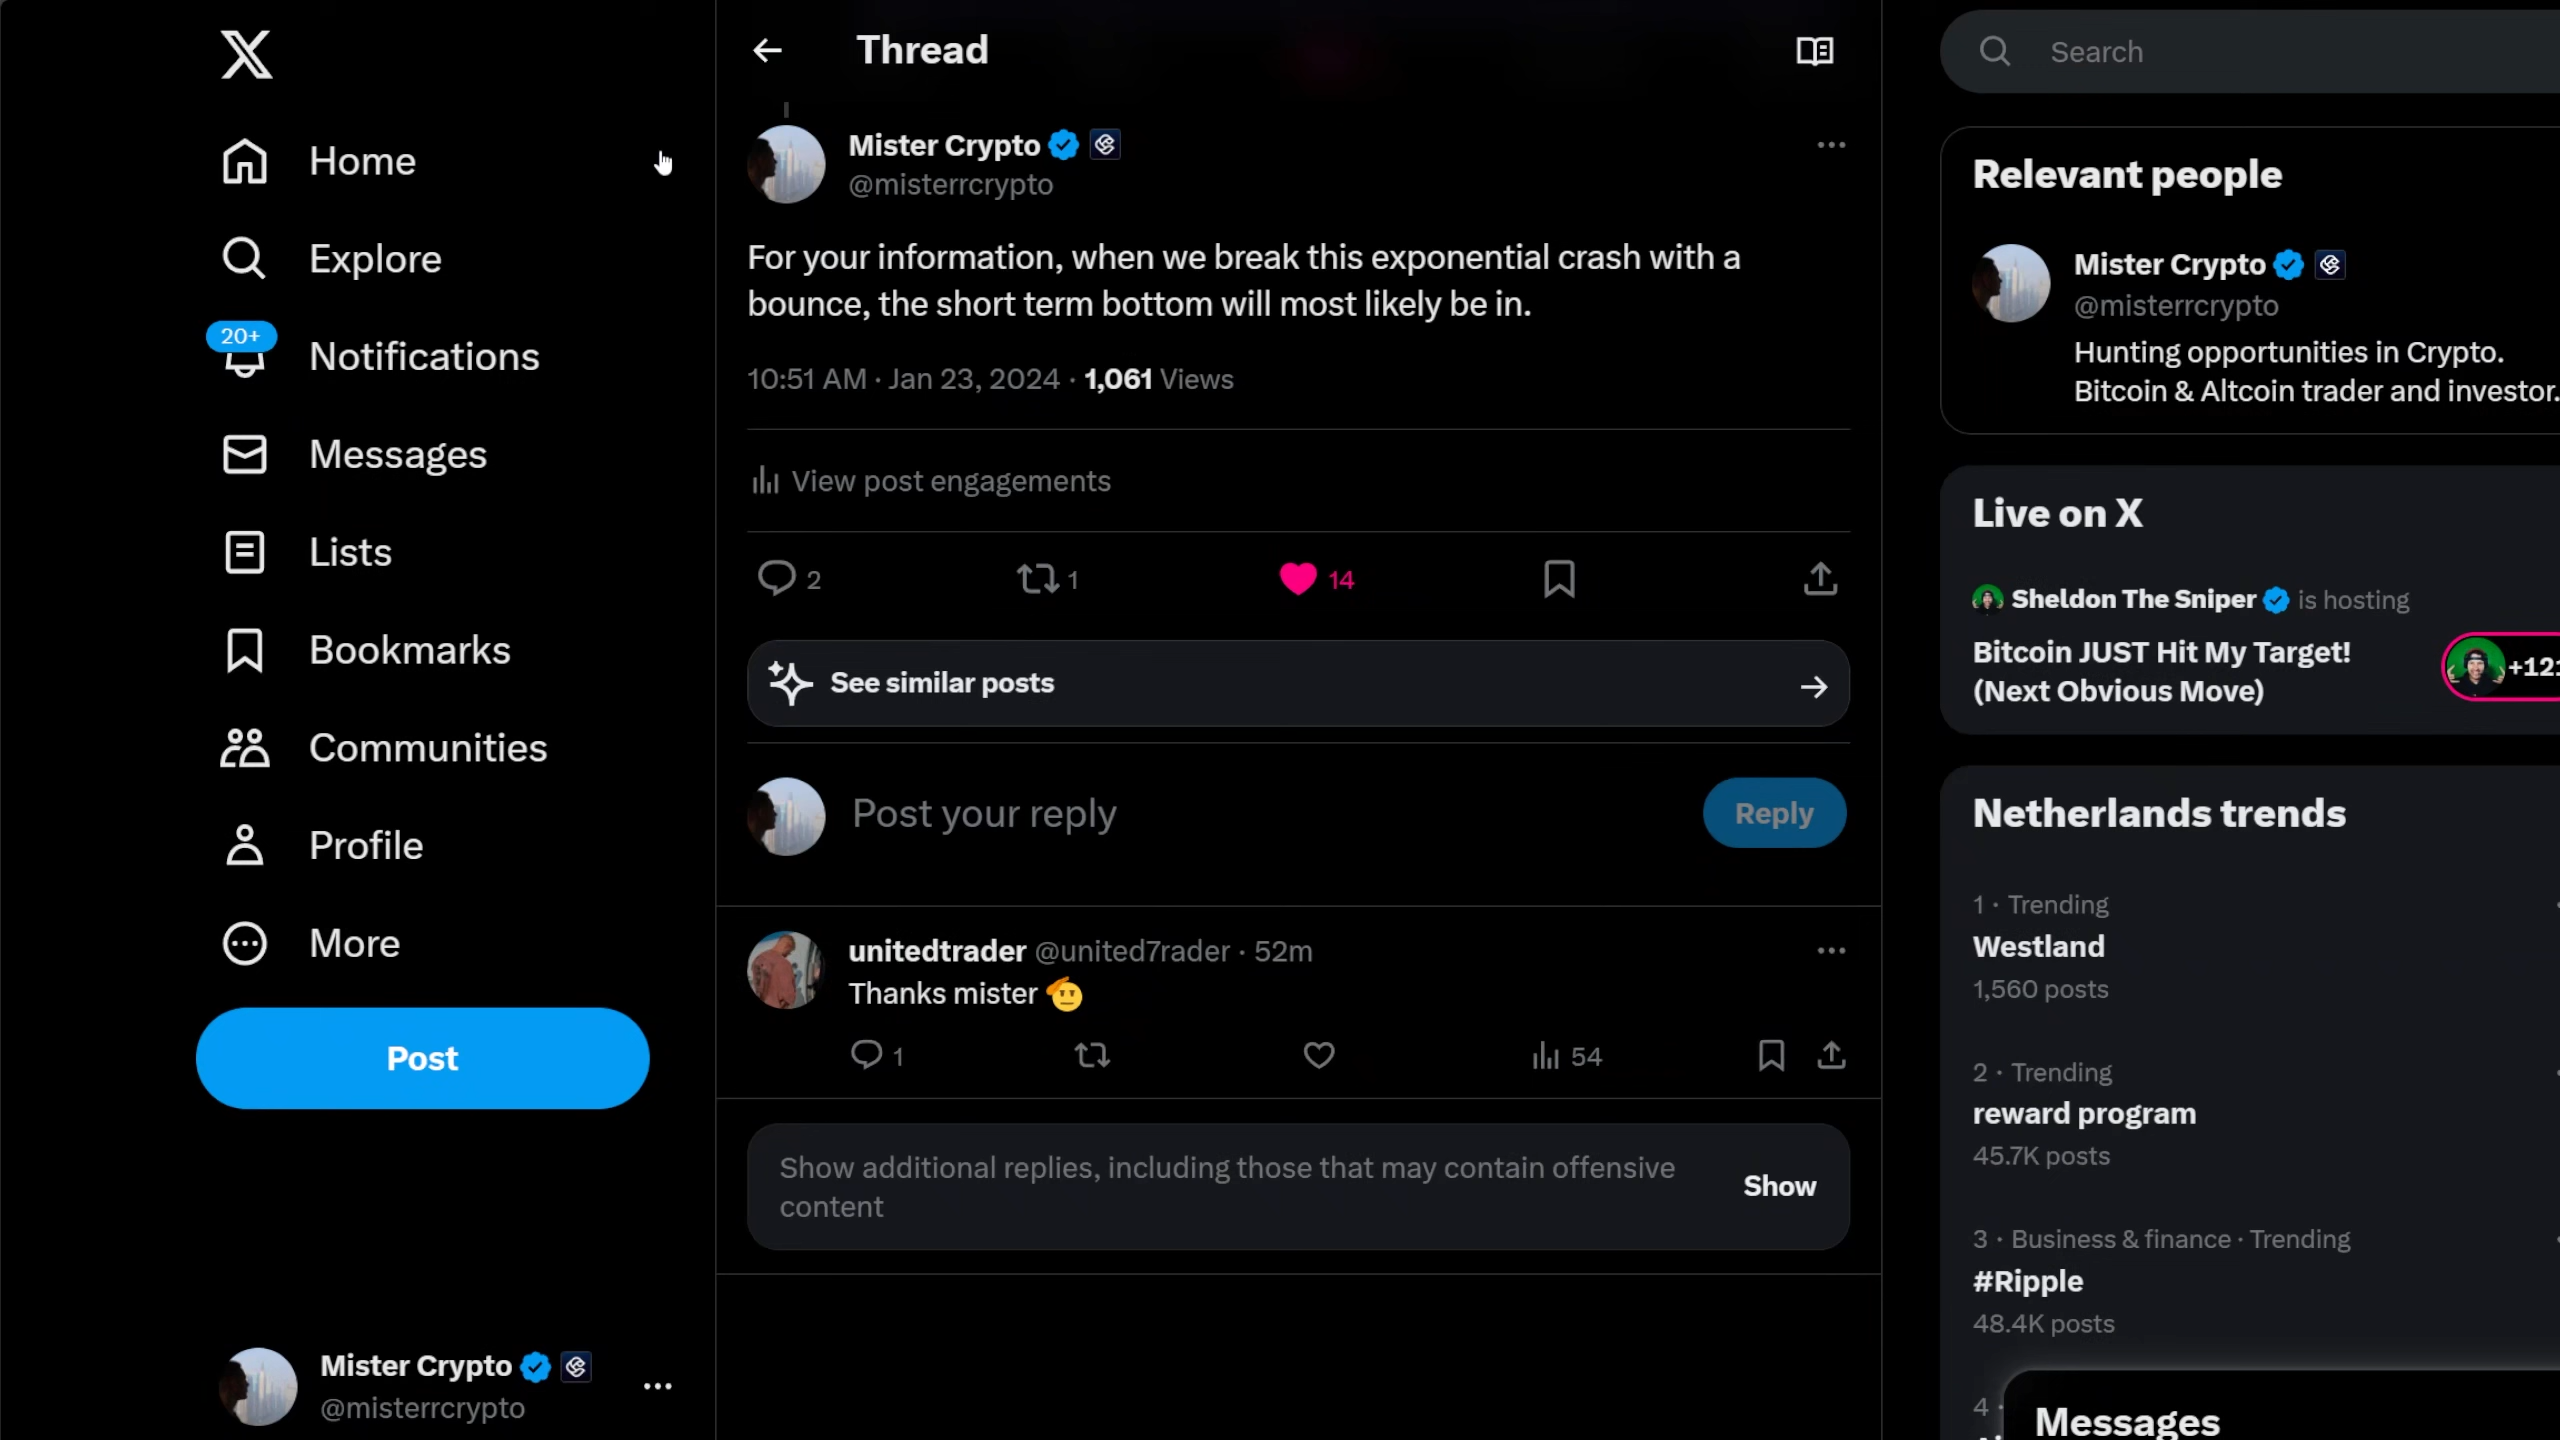 Home
Explore
20+
Notifications
Messages
Lists
Bookmarks
Communities
Profile
More
Post
Mister Crypto
@misterrcrypto
Thread
Mister Crypto
@misterrcrypto
For your information, when we break this exponential crash with a
bounce, the short term bottom will most likely be in.
10:51 AM · Jan 23, 2024 · 1,061 Views
View post engagements
2
1
14
See similar posts
Post your reply
Reply
unitedtrader @united7rader · 52m
Thanks mister 🫡
1
54
Show additional replies, including those that may contain offensive
content
Show
Search
Relevant people
Mister Crypto
@misterrcrypto
Hunting opportunities in Crypto.
Bitcoin & Altcoin trader and investor.
Live on X
Sheldon The Sniper is hosting
Bitcoin JUST Hit My Target!
(Next Obvious Move)
Netherlands trends
1 · Trending
Westland
1,560 posts
2 · Trending
reward program
45.7K posts
3 · Business & finance · Trending
#Ripple
48.4K posts
4 ·
Messages